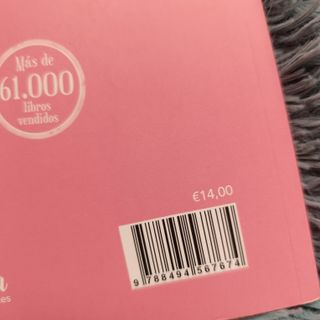 Más de
61.000
libros
vendidos
€14,00
9 788494 567674